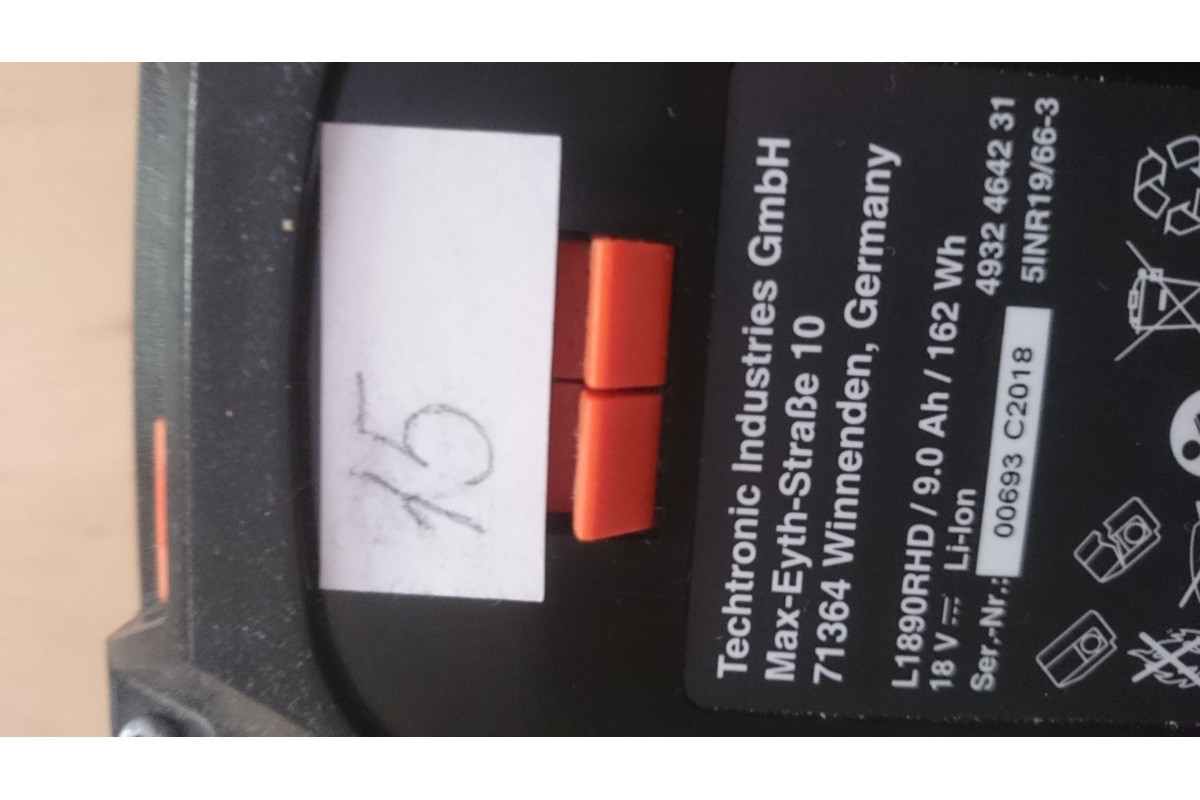 15
Techtronic Industries GmbH
Max-Eyth-Straße 10
71364 Winnenden, Germany
L1890RHD / 9.0 Ah / 162 Wh
18 V ⎓ Li-Ion 4932 4642 31
Ser.-Nr.: 00693 C2018 5INR19/66-3